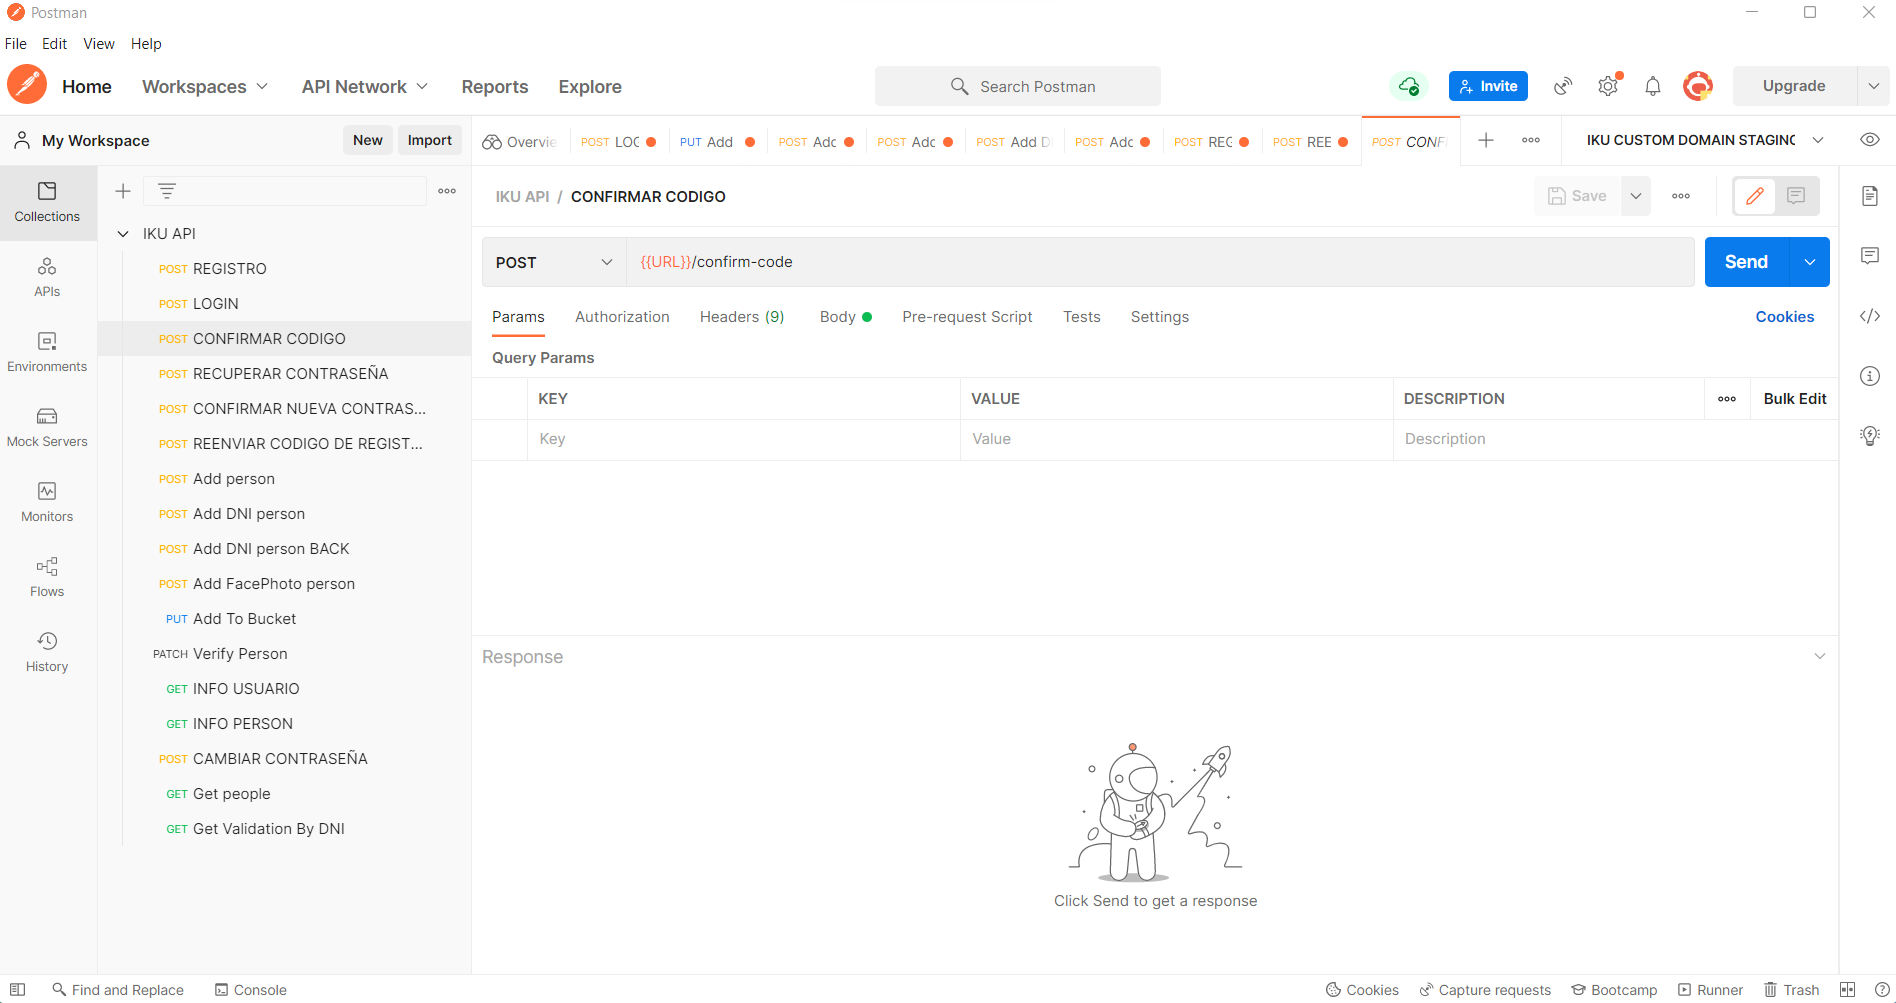 Postman
File Edit View Help
Home Workspaces API Network Reports Explore Search Postman Invite Upgrade
My Workspace New Import
Overvie POST LOG PUT Add POST Adc POST Adc POST Add D POST Adc POST REG POST REE POST CONF IKU CUSTOM DOMAIN STAGING
Collections
APIs
Environments
Mock Servers
Monitors
Flows
History
IKU API
POST REGISTRO
POST LOGIN
POST CONFIRMAR CODIGO
POST RECUPERAR CONTRASEÑA
POST CONFIRMAR NUEVA CONTRAS...
POST REENVIAR CODIGO DE REGIST...
POST Add person
POST Add DNI person
POST Add DNI person BACK
POST Add FacePhoto person
PUT Add To Bucket
PATCH Verify Person
GET INFO USUARIO
GET INFO PERSON
POST CAMBIAR CONTRASEÑA
GET Get people
GET Get Validation By DNI
IKU API / CONFIRMAR CODIGO Save
POST {{URL}}/confirm-code Send
Params Authorization Headers (9) Body Pre-request Script Tests Settings Cookies
Query Params
KEY VALUE DESCRIPTION Bulk Edit
Key Value Description
Response
Click Send to get a response
Find and Replace Console Cookies Capture requests Bootcamp Runner Trash